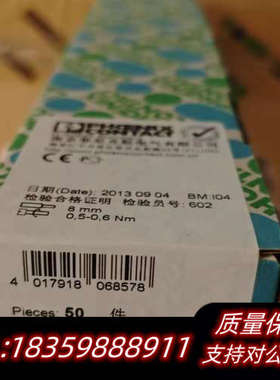 PHOENIX
CONTACT
CE
日期(Date): 2013 09 04 BM:I04
检验合格证明 检验员号: 602
8 mm
0,5-0,6 Nm
4 017918 068578
Pieces: 50 件
质量保
:18359888911 支持对公